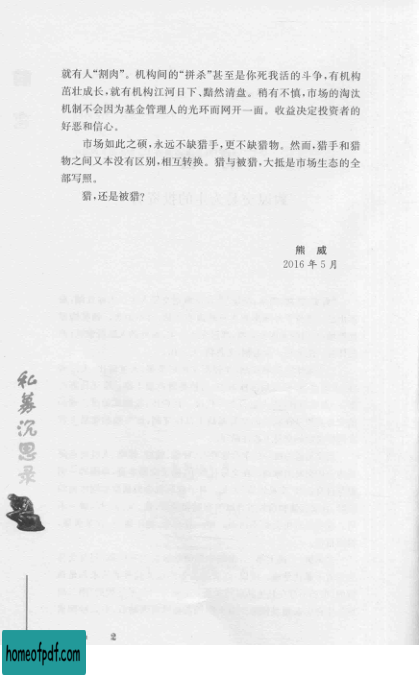 就有人“割肉”。机构间的“拼杀”甚至是你死我活的斗争,有机构
茁壮成长,就有机构江河日下、黯然清盘。稍有不慎,市场的淘汰
机制不会因为基金管理人的光环而网开一面。收益决定投资者的
好恶和信心。
市场如此之硕,永远不缺猎手,更不缺猎物。然而,猎手和猎
物之间又本没有区别,相互转换。猎与被猎,大抵是市场生态的全
部写照。
猎,还是被猎?
熊 威
2016 年 5 月
私募沉思录
2
homeofpdf.com